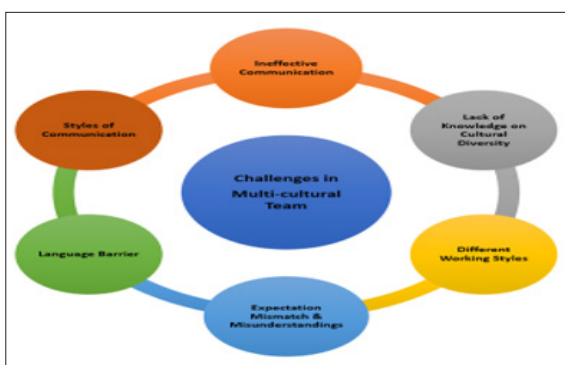 Ineffective
Communication
Styles of
Communication
Lack of
Knowledge on
Cultural
Diversity
Challenges in
Multi-cultural
Team
Language Barrier
Different
Working Styles
Expectation
Mismatch &
Misunderstandings